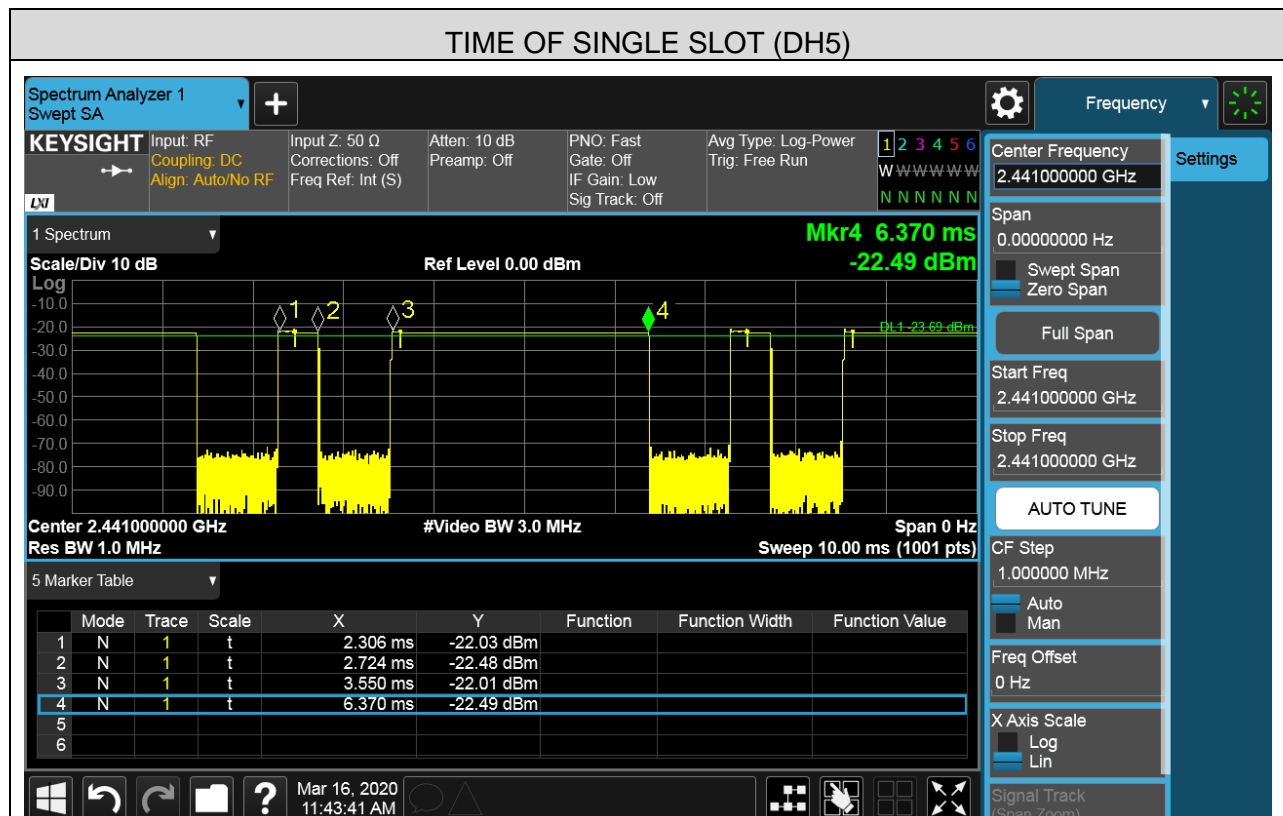 TIME OF SINGLE SLOT (DH5)
Spectrum Analyzer 1
Swept SA
Frequency
KEYSIGHT
LXI
Input: RF
Coupling: DC
Align: Auto/No RF
Input Z: 50 Ω
Corrections: Off
Freq Ref: Int (S)
Atten: 10 dB
Preamp: Off
PNO: Fast
Gate: Off
IF Gain: Low
Sig Track: Off
Avg Type: Log-Power
Trig: Free Run
1 2 3 4 5 6
W W W W W W
N N N N N N
1 Spectrum
Mkr4 6.370 ms
Scale/Div 10 dB
Ref Level 0.00 dBm
-22.49 dBm
Log
-10.0
-20.0
-30.0
-40.0
-50.0
-60.0
-70.0
-80.0
-90.0
1
2
3
4
DL1 -23.69 dBm
Center 2.441000000 GHz
#Video BW 3.0 MHz
Span 0 Hz
Res BW 1.0 MHz
Sweep 10.00 ms (1001 pts)
5 Marker Table
Mode Trace Scale X Y Function Function Width Function Value
1 N 1 t 2.306 ms -22.03 dBm
2 N 1 t 2.724 ms -22.48 dBm
3 N 1 t 3.550 ms -22.01 dBm
4 N 1 t 6.370 ms -22.49 dBm
5
6
?
Mar 16, 2020
11:43:41 AM
Center Frequency
2.441000000 GHz
Settings
Span
0.00000000 Hz
Swept Span
Zero Span
Full Span
Start Freq
2.441000000 GHz
Stop Freq
2.441000000 GHz
AUTO TUNE
CF Step
1.000000 MHz
Auto
Man
Freq Offset
0 Hz
X Axis Scale
Log
Lin
Signal Track
(Span Zoom)